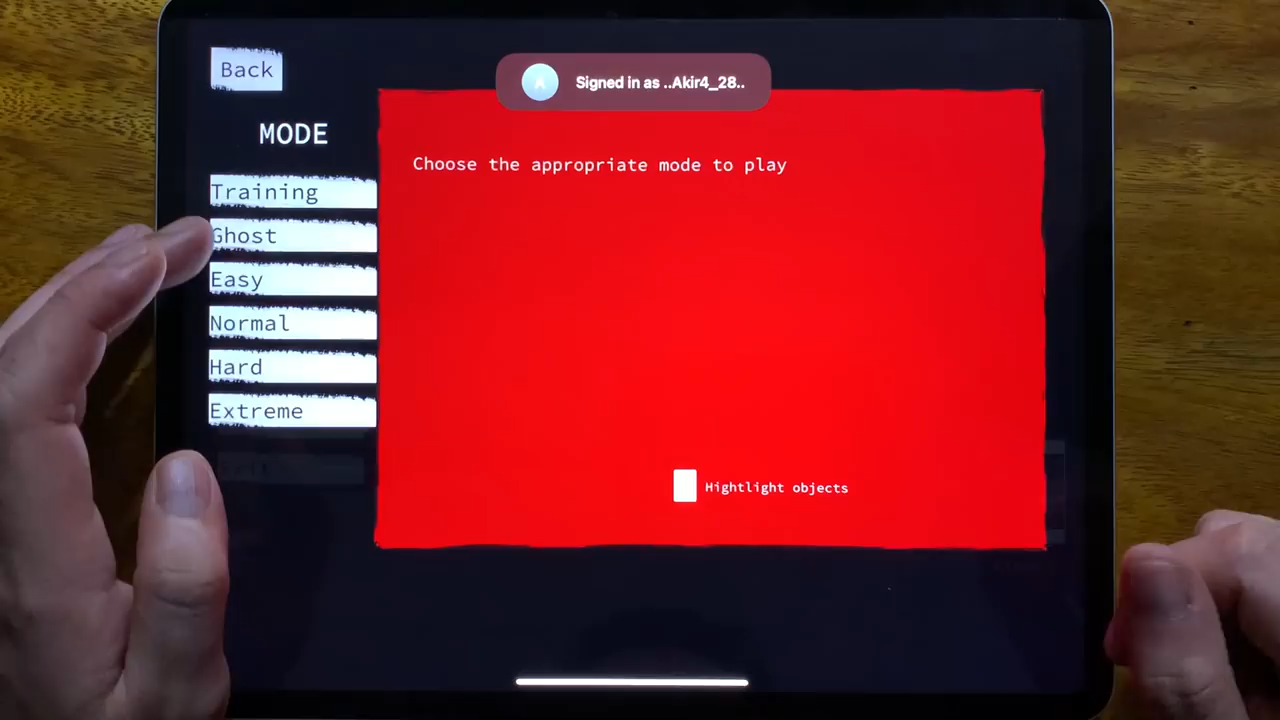 Back
Signed in as ..Akir4_28..
MODE
Choose the appropriate mode to play
Training
Ghost
Easy
Normal
Hard
Extreme
Hightlight objects